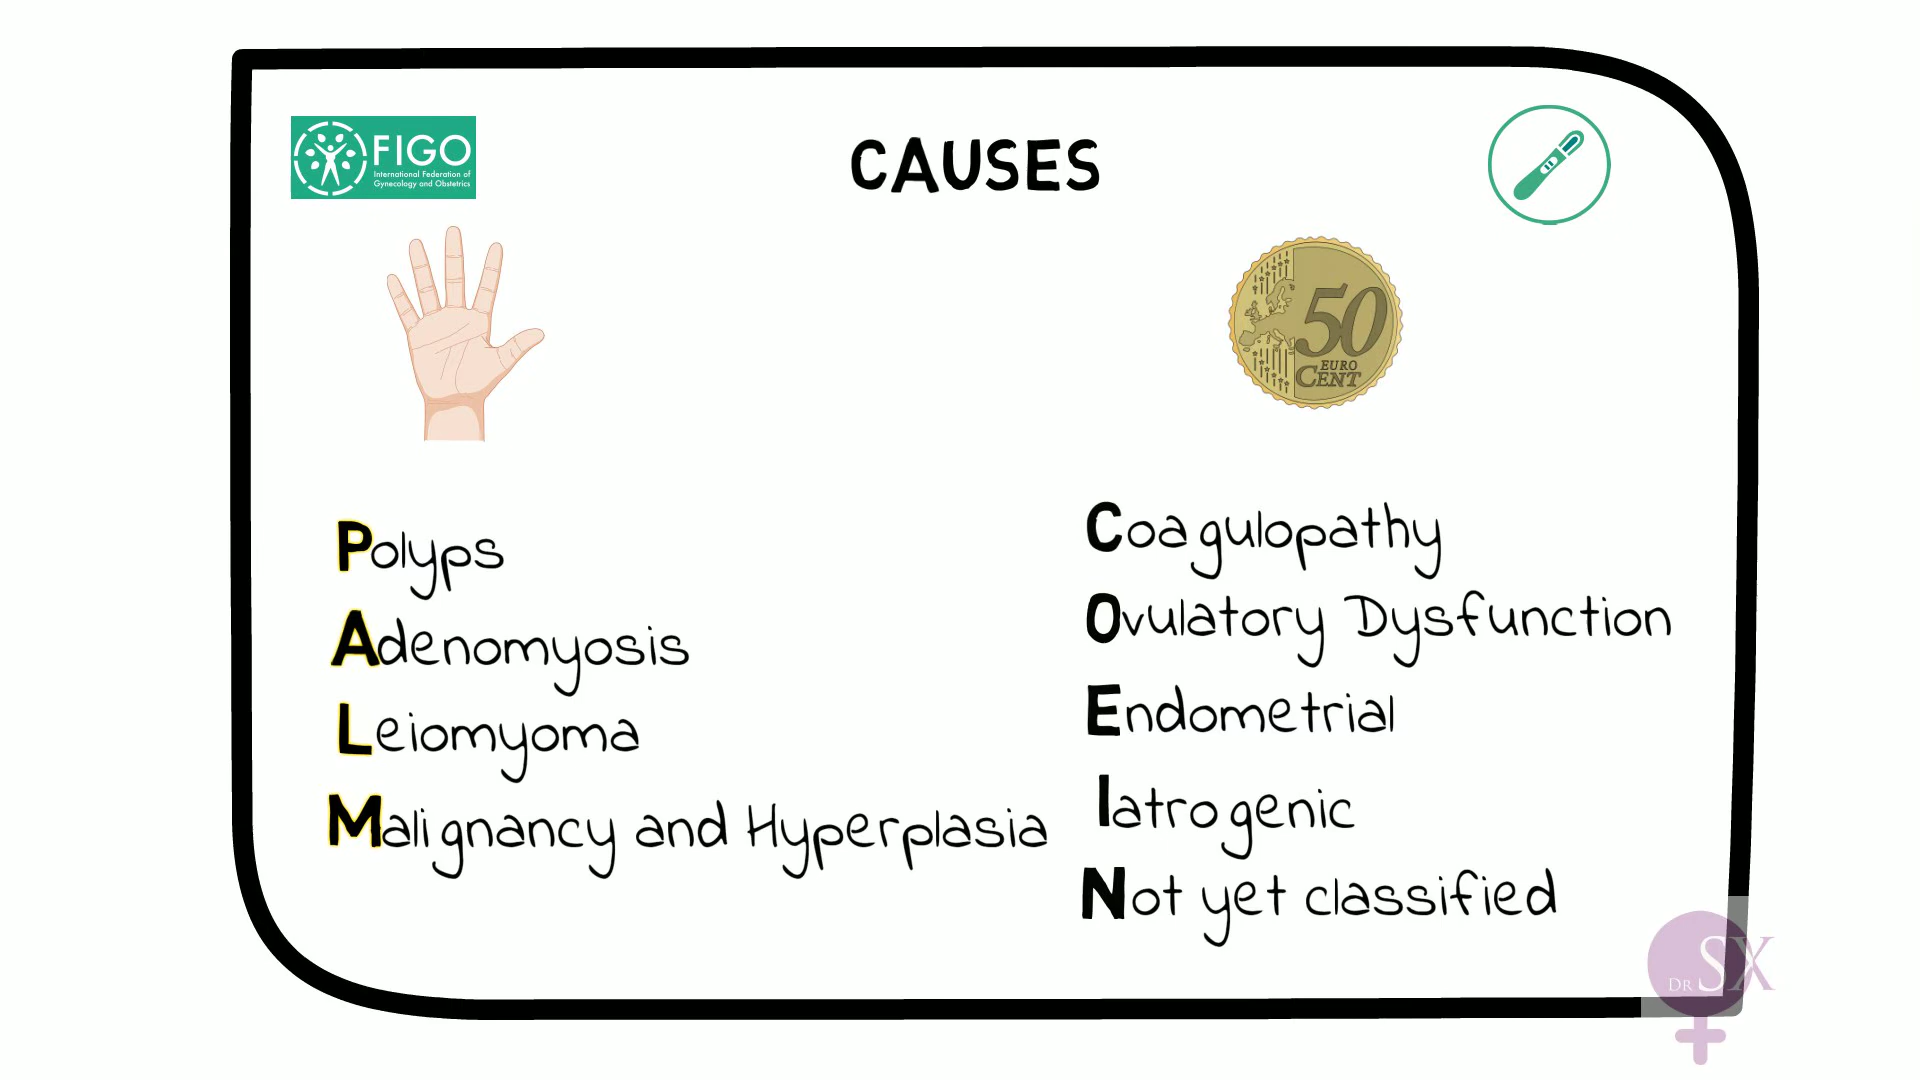 FIGO
International Federation of
Gynecology and Obstetrics
CAUSES
50
EURO
CENT
Polyps
Adenomyosis
Leiomyoma
Malignancy and Hyperplasia
Coagulopathy
Ovulatory Dysfunction
Endometrial
Iatrogenic
Not yet classified
DR SX